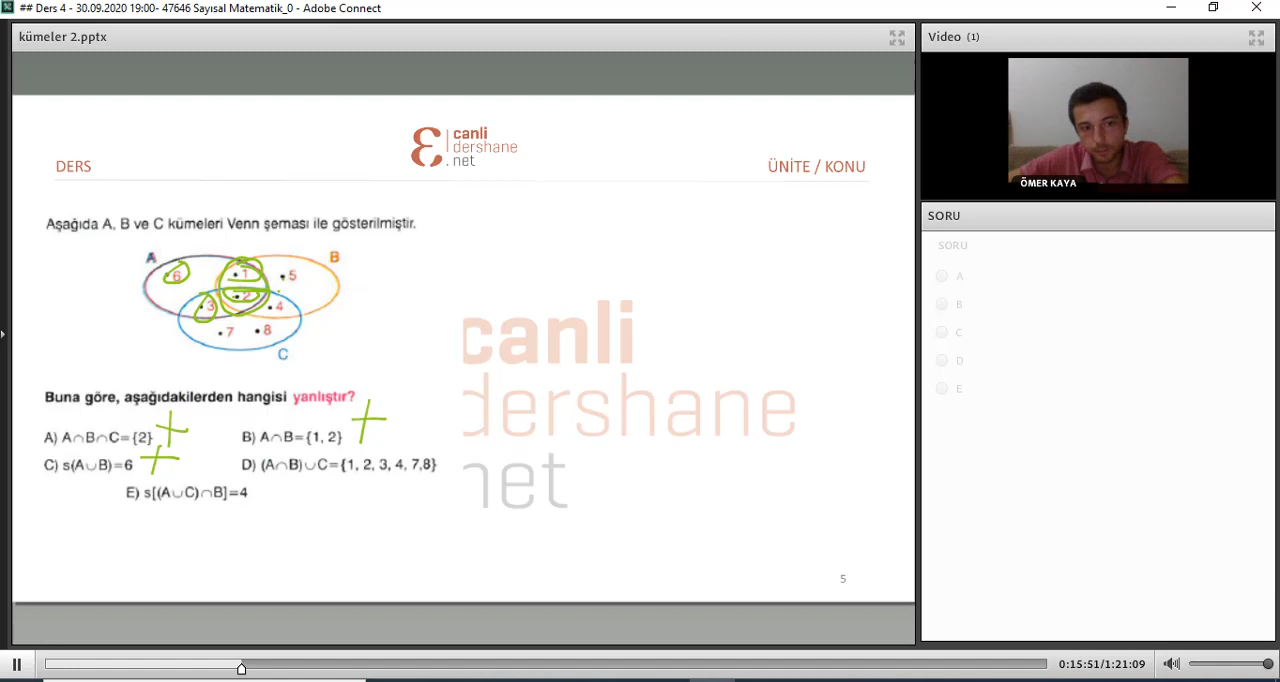 ## Ders 4 - 30.09.2020 19:00- 47646 Sayısal Matematik_0 - Adobe Connect
kümeler 2.pptx
Video (1)
ÖMER KAYA
canli
dershane
.net
DERS
ÜNİTE / KONU
SORU
SORU
A
B
C
D
E
Aşağıda A, B ve C kümeleri Venn şeması ile gösterilmiştir.
A
B
6
1
5
2
3
4
7
8
C
canli
dershane
net
Buna göre, aşağıdakilerden hangisi yanlıştır?
A) A∩B∩C={2}
B) A∩B={1, 2}
C) s(A∪B)=6
D) (A∩B)∪C={1, 2, 3, 4, 7,8}
E) s[(A∪C)∩B]=4
5
0:15:51/1:21:09